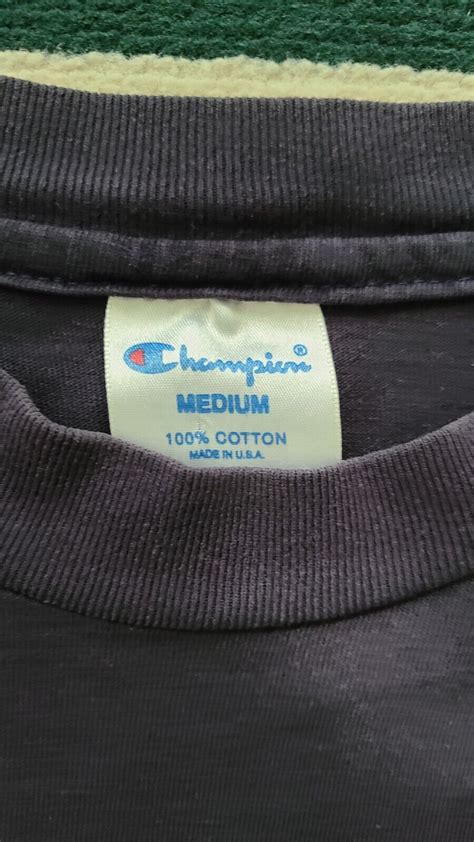 Champion®
MEDIUM
100% COTTON
MADE IN U.S.A.